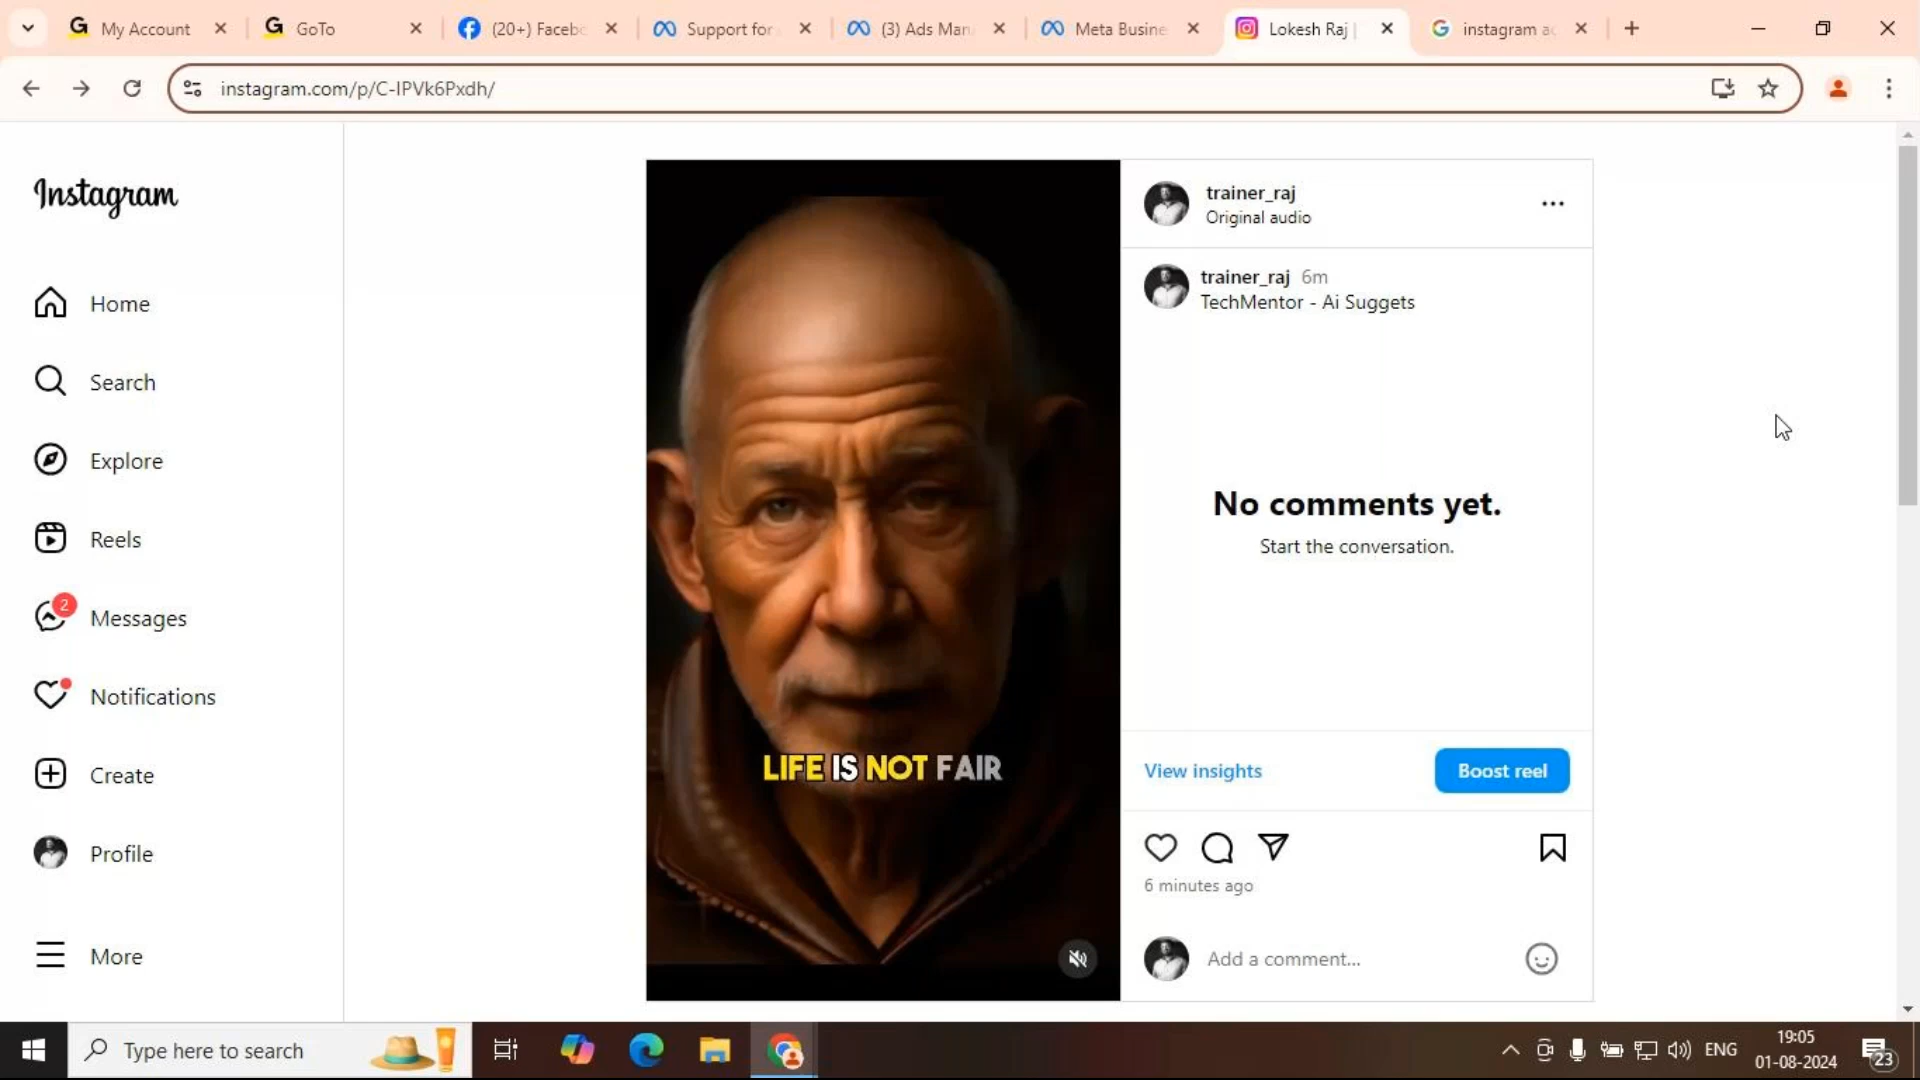 My Account
GoTo
(20+) Facebo
Support for
(3) Ads Man
Meta Busine
Lokesh Raj |
instagram ac
instagram.com/p/C-IPVk6Pxdh/
Instagram
Home
Search
Explore
Reels
2
Messages
Notifications
Create
Profile
More
LIFE IS NOT FAIR
trainer_raj
Original audio
trainer_raj 6m
TechMentor - Ai Suggets
No comments yet.
Start the conversation.
View insights
Boost reel
6 minutes ago
Add a comment...
Type here to search
ENG
19:05
01-08-2024
23